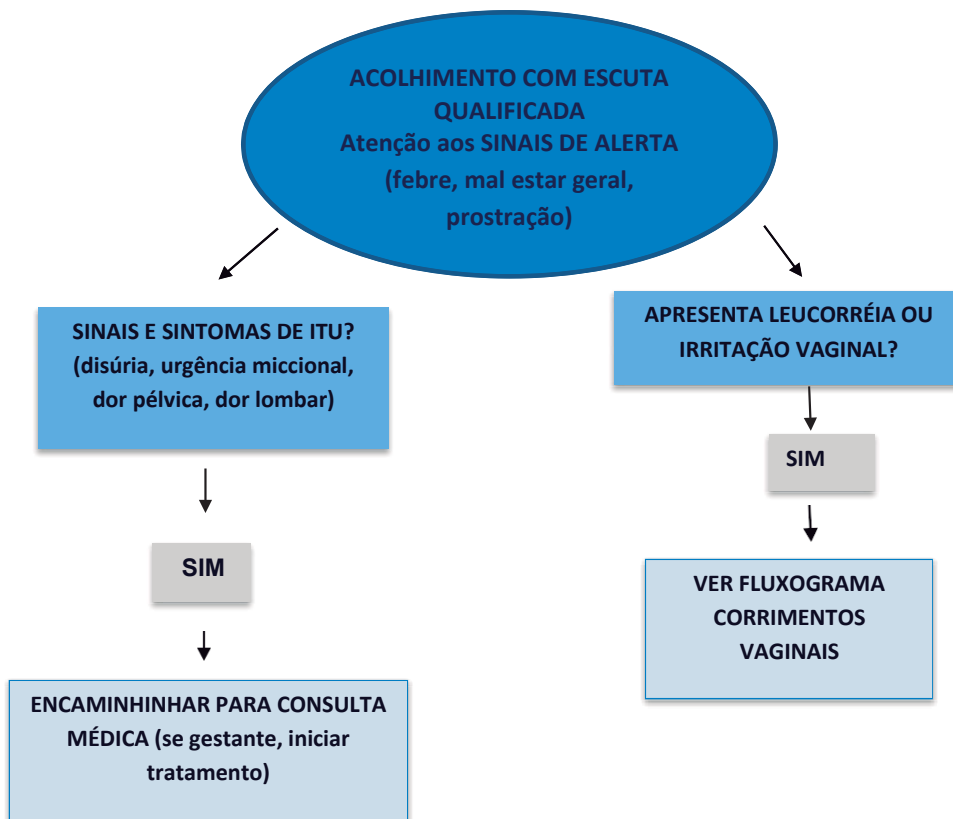 ACOLHIMENTO COM ESCUTA
QUALIFICADA
Atenção aos SINAIS DE ALERTA
(febre, mal estar geral,
prostração)
SINAIS E SINTOMAS DE ITU?
(disúria, urgência miccional,
dor pélvica, dor lombar)
SIM
ENCAMINHINHAR PARA CONSULTA
MÉDICA (se gestante, iniciar
tratamento)
APRESENTA LEUCORRÉIA OU
IRRITAÇÃO VAGINAL?
SIM
VER FLUXOGRAMA
CORRIMENTOS
VAGINAIS